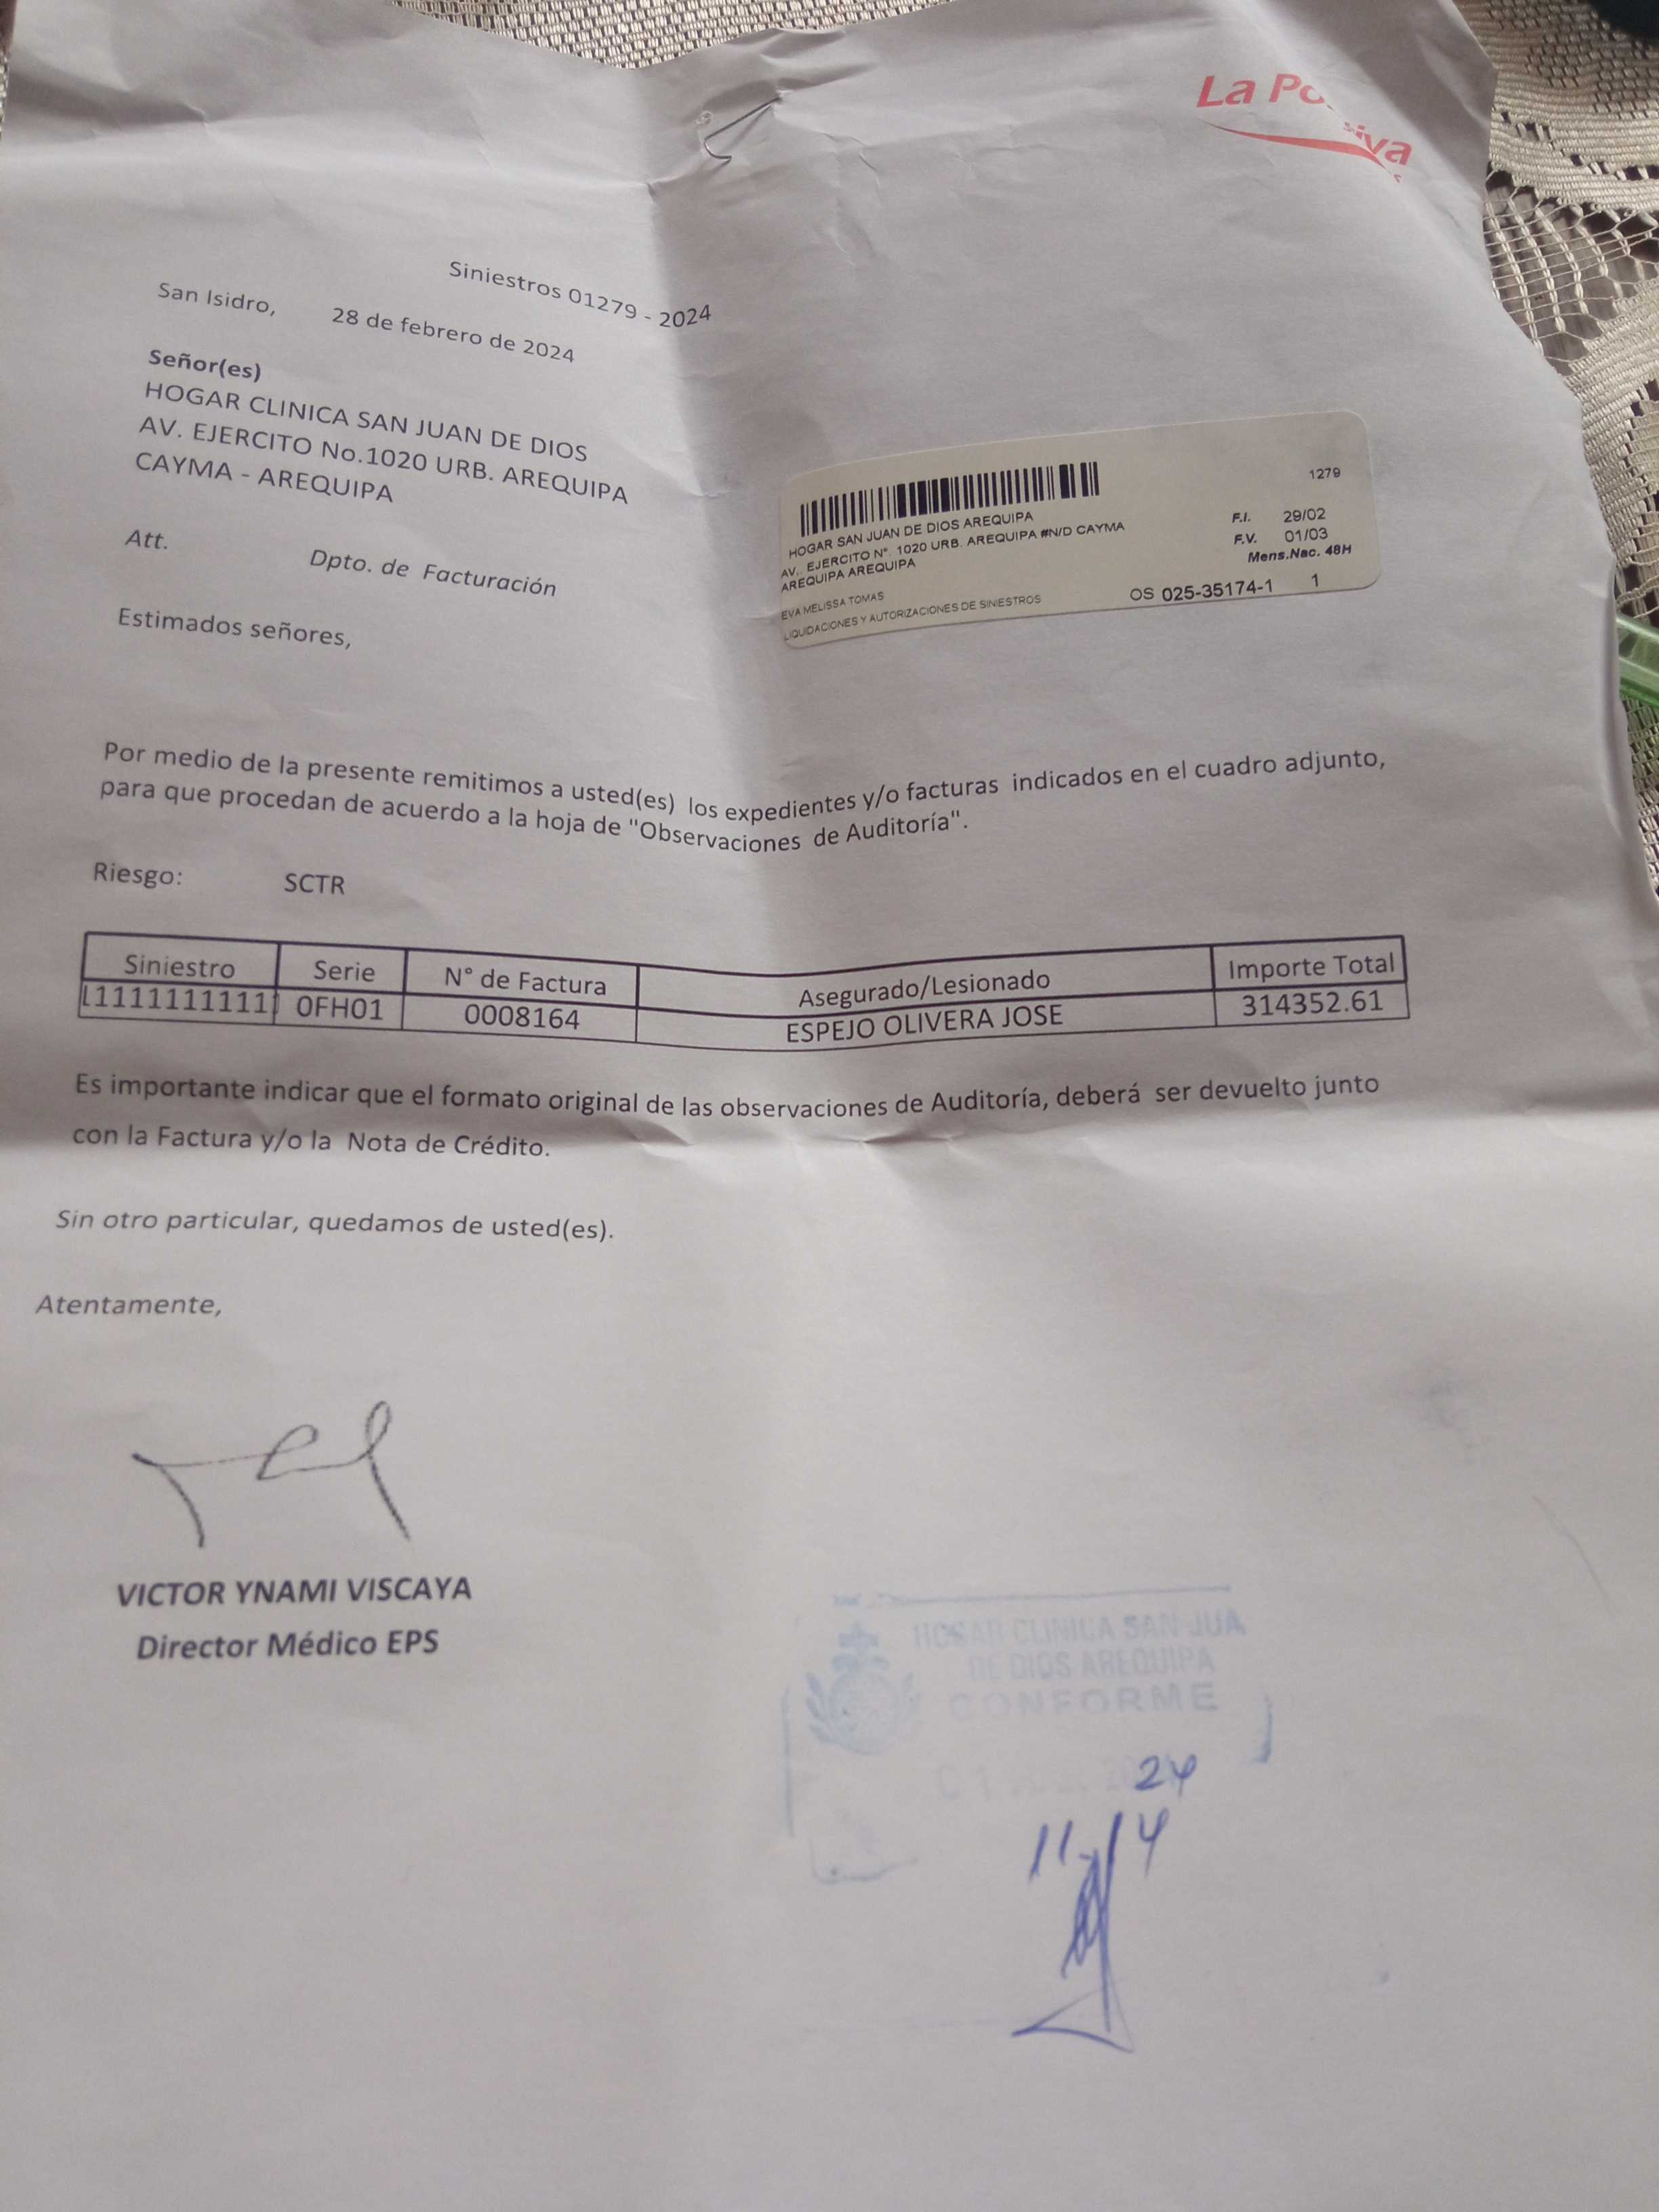 La Po
siva
Siniestros 01279 - 2024
San Isidro, 28 de febrero de 2024
Señor(es)
HOGAR CLINICA SAN JUAN DE DIOS
AV. EJERCITO No.1020 URB. AREQUIPA
CAYMA - AREQUIPA
1279
HOGAR SAN JUAN DE DIOS AREQUIPA
AV.. EJERCITO N°. 1020 URB. AREQUIPA #N/D CAYMA
AREQUIPA AREQUIPA
F.I. 29/02
F.V. 01/03
Mens.Nac. 48H
EVA MELISSA TOMAS
LIQUIDACIONES Y AUTORIZACIONES DE SINIESTROS
OS 025-35174-1 1
Att. Dpto. de Facturación
Estimados señores,
Por medio de la presente remitimos a usted(es) los expedientes y/o facturas indicados en el cuadro adjunto,
para que procedan de acuerdo a la hoja de "Observaciones de Auditoría".
Riesgo: SCTR
Siniestro Serie N° de Factura Asegurado/Lesionado Importe Total
0FH01 0008164 ESPEJO OLIVERA JOSE 314352.61
Es importante indicar que el formato original de las observaciones de Auditoría, deberá ser devuelto junto
con la Factura y/o la Nota de Crédito.
Sin otro particular, quedamos de usted(es).
Atentamente,
VICTOR YNAMI VISCAYA
Director Médico EPS
HOGAR CLINICA SAN JUA
DE DIOS AREQUIPA
CONFORME
24